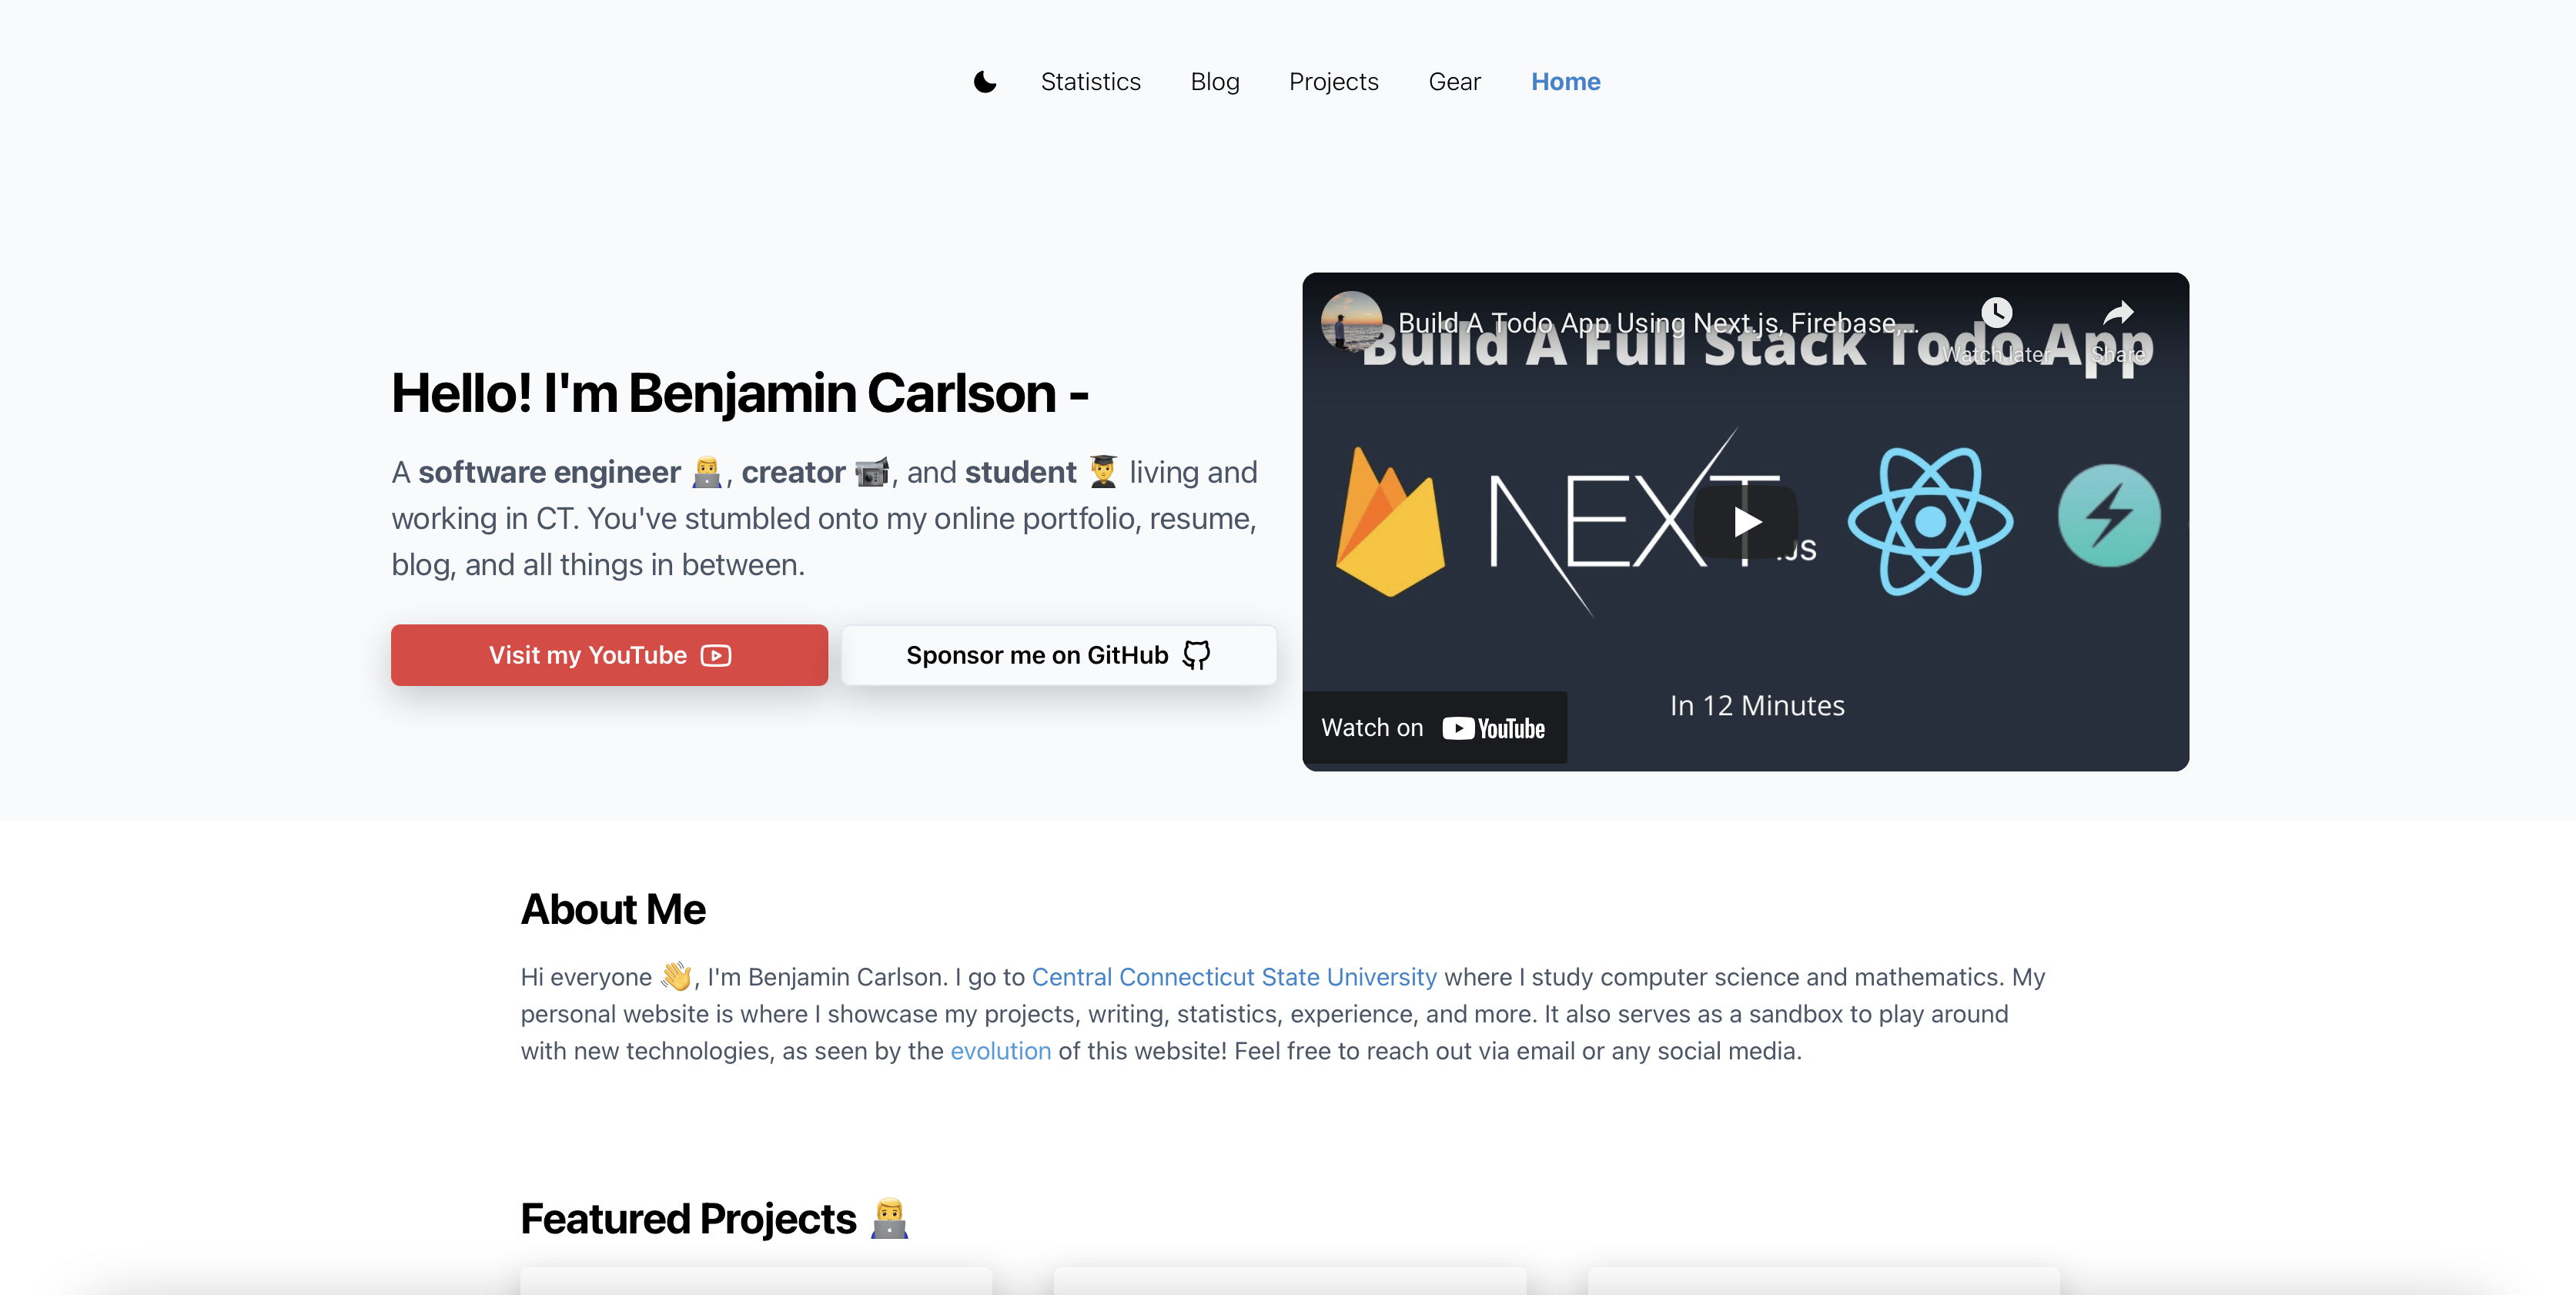 Statistics Blog Projects Gear Home
Hello! I'm Benjamin Carlson -
A software engineer 👨‍💻, creator 📹, and student 👨‍🎓 living and
working in CT. You've stumbled onto my online portfolio, resume,
blog, and all things in between.
Visit my YouTube
Sponsor me on GitHub
Build A Todo App Using Next.js, Firebase,...
Watch later
Share
Build A Full Stack Todo App
NEXT.JS
In 12 Minutes
Watch on YouTube
About Me
Hi everyone 👋, I'm Benjamin Carlson. I go to Central Connecticut State University where I study computer science and mathematics. My
personal website is where I showcase my projects, writing, statistics, experience, and more. It also serves as a sandbox to play around
with new technologies, as seen by the evolution of this website! Feel free to reach out via email or any social media.
Featured Projects 👨‍💻